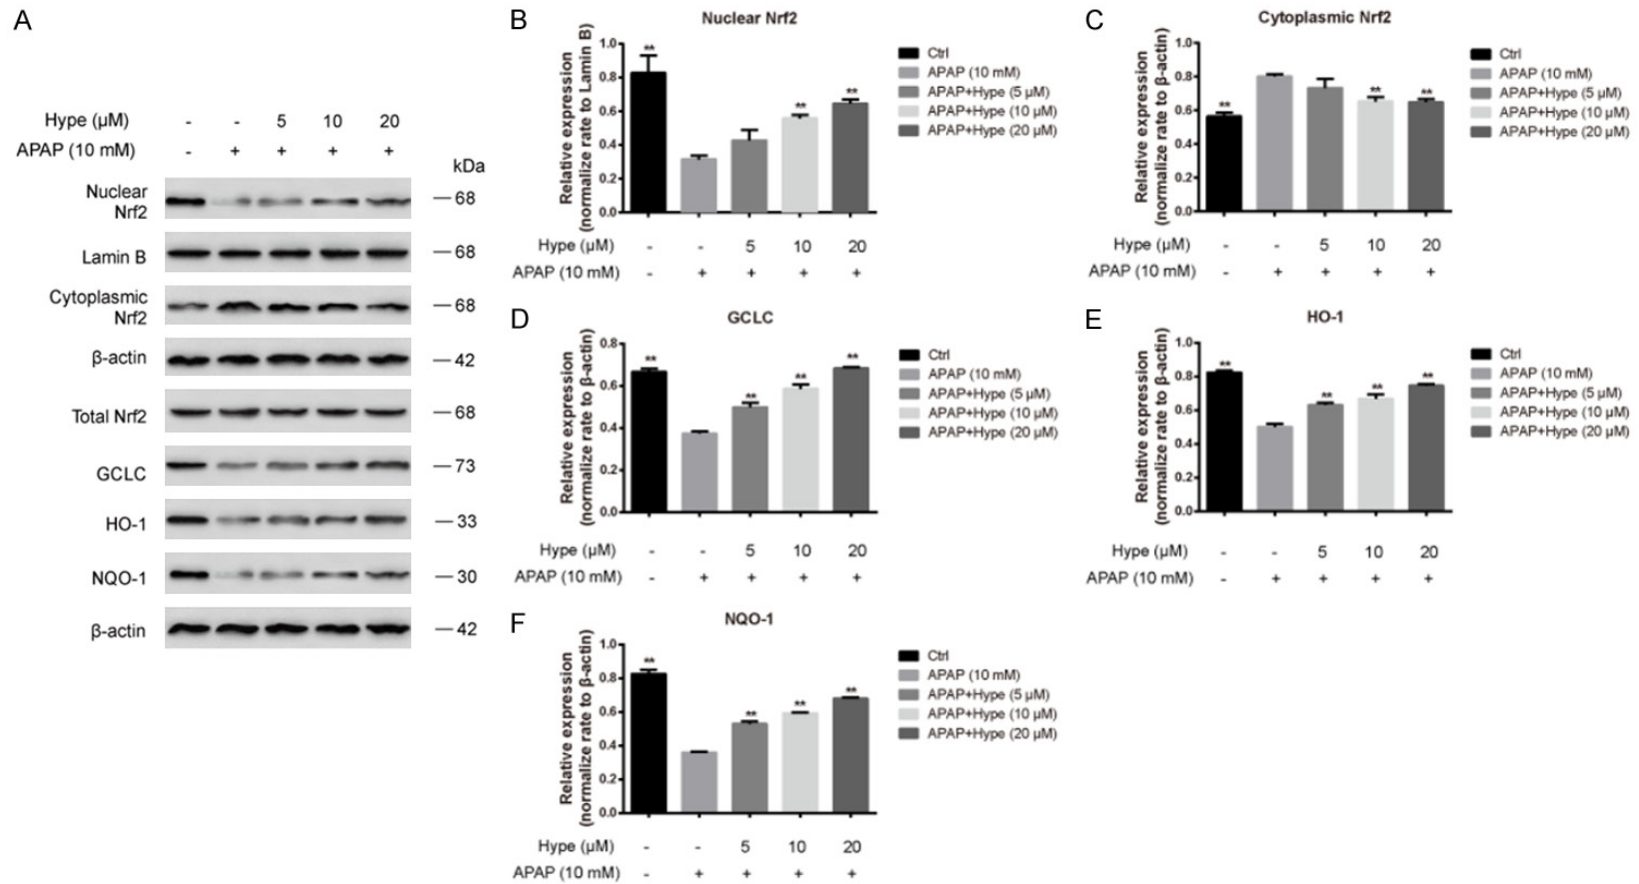 A
Hype (μM) - - 5 10 20
APAP (10 mM) - + + + +
kDa
Nuclear
Nrf2
68
Lamin B
68
Cytoplasmic
Nrf2
68
β-actin
42
Total Nrf2
68
GCLC
73
HO-1
33
NQO-1
30
β-actin
42
B
Nuclear Nrf2
Relative expression
(normalize rate to Lamin B)
1.0
0.8
0.6
0.4
0.2
0.0
**
**
**
Ctrl
APAP (10 mM)
APAP+Hype (5 μM)
APAP+Hype (10 μM)
APAP+Hype (20 μM)
Hype (μM) - - 5 10 20
APAP (10 mM) - + + + +
C
Cytoplasmic Nrf2
Relative expression
(normalize rate to β-actin)
1.0
0.8
0.6
0.4
0.2
0.0
**
**
**
Ctrl
APAP (10 mM)
APAP+Hype (5 μM)
APAP+Hype (10 μM)
APAP+Hype (20 μM)
Hype (μM) - - 5 10 20
APAP (10 mM) - + + + +
D
GCLC
Relative expression
(normalize rate to β-actin)
0.8
0.6
0.4
0.2
0.0
**
**
**
**
Ctrl
APAP (10 mM)
APAP+Hype (5 μM)
APAP+Hype (10 μM)
APAP+Hype (20 μM)
Hype (μM) - - 5 10 20
APAP (10 mM) - + + + +
E
HO-1
Relative expression
(normalize rate to β-actin)
1.0
0.8
0.6
0.4
0.2
0.0
**
**
**
**
Ctrl
APAP (10 mM)
APAP+Hype (5 μM)
APAP+Hype (10 μM)
APAP+Hype (20 μM)
Hype (μM) - - 5 10 20
APAP (10 mM) - + + + +
F
NQO-1
Relative expression
(normalize rate to β-actin)
1.0
0.8
0.6
0.4
0.2
0.0
**
**
**
**
Ctrl
APAP (10 mM)
APAP+Hype (5 μM)
APAP+Hype (10 μM)
APAP+Hype (20 μM)
Hype (μM) - - 5 10 20
APAP (10 mM) - + + + +